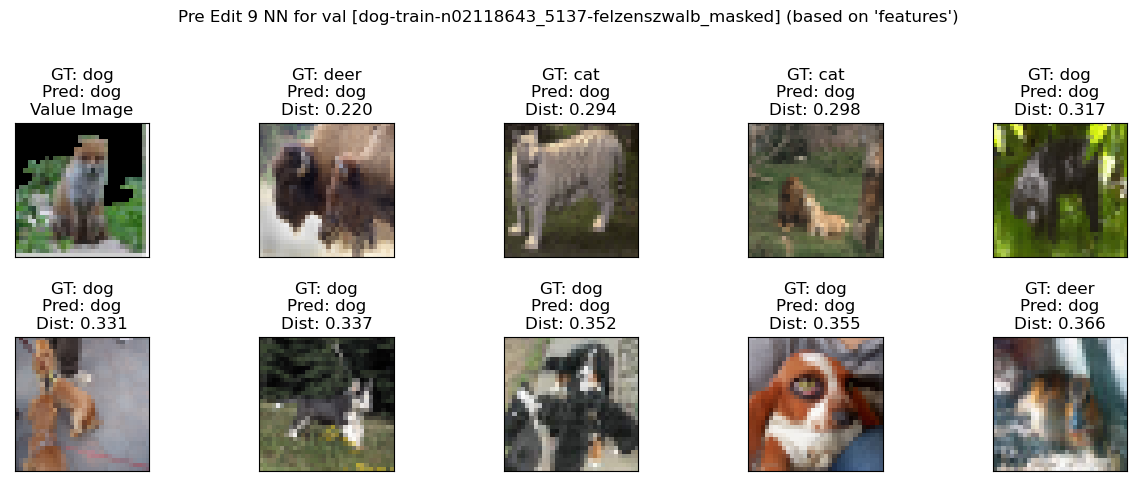 Pre Edit 9 NN for val [dog-train-n02118643_5137-felzenszwalb_masked] (based on 'features')
GT: dog
Pred: dog
Value Image
GT: deer
Pred: dog
Dist: 0.220
GT: cat
Pred: dog
Dist: 0.294
GT: cat
Pred: dog
Dist: 0.298
GT: dog
Pred: dog
Dist: 0.317
GT: dog
Pred: dog
Dist: 0.331
GT: dog
Pred: dog
Dist: 0.337
GT: dog
Pred: dog
Dist: 0.352
GT: dog
Pred: dog
Dist: 0.355
GT: deer
Pred: dog
Dist: 0.366